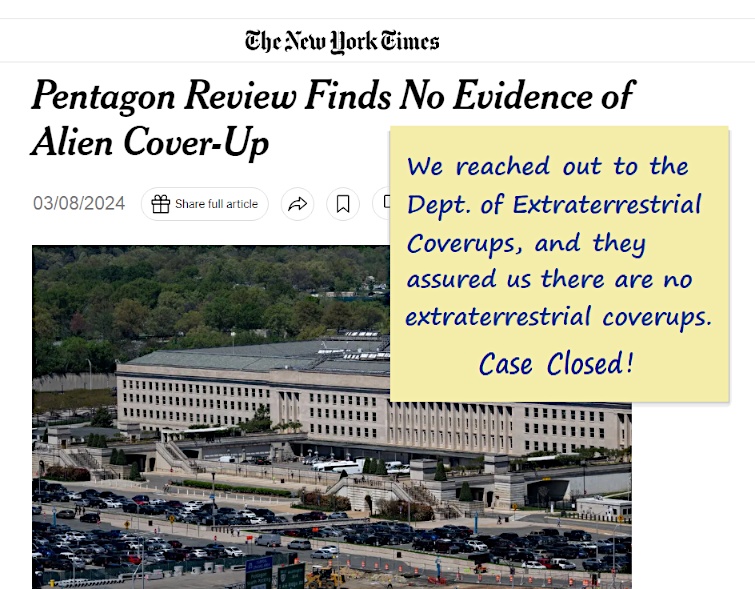 The New York Times
Pentagon Review Finds No Evidence of
Alien Cover-Up
03/08/2024 Share full article
We reached out to the
Dept. of Extraterrestrial
Coverups, and they
assured us there are no
extraterrestrial coverups.
Case Closed!